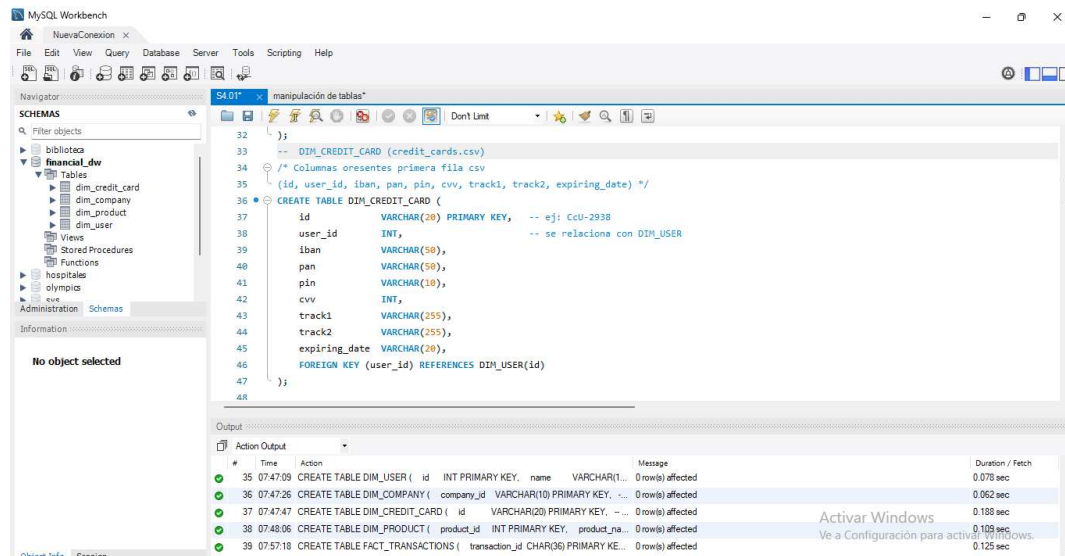 MySQL Workbench
NuevaConexion ×
File Edit View Query Database Server Tools Scripting Help
Navigator
SCHEMAS
Filter objects
biblioteca
financial_dw
Tables
dim_credit_card
dim_company
dim_product
dim_user
Views
Stored Procedures
Functions
hospitales
olympics
sys
Administration Schemas
Information
No object selected
Object Info Session
S4.01* × manipulación de tablas*
Don't Limit
32 );
33 -- DIM_CREDIT_CARD (credit_cards.csv)
34 /* Columnas oresentes primera fila csv
35 (id, user_id, iban, pan, pin, cvv, track1, track2, expiring_date) */
36 CREATE TABLE DIM_CREDIT_CARD (
37 id VARCHAR(20) PRIMARY KEY, -- ej: CcU-2938
38 user_id INT, -- se relaciona con DIM_USER
39 iban VARCHAR(50),
40 pan VARCHAR(50),
41 pin VARCHAR(10),
42 cvv INT,
43 track1 VARCHAR(255),
44 track2 VARCHAR(255),
45 expiring_date VARCHAR(20),
46 FOREIGN KEY (user_id) REFERENCES DIM_USER(id)
47 );
48
Output
Action Output
# Time Action Message Duration / Fetch
35 07:47:09 CREATE TABLE DIM_USER ( id INT PRIMARY KEY, name VARCHAR(1... 0 row(s) affected 0.078 sec
36 07:47:26 CREATE TABLE DIM_COMPANY ( company_id VARCHAR(10) PRIMARY KEY, -... 0 row(s) affected 0.062 sec
37 07:47:47 CREATE TABLE DIM_CREDIT_CARD ( id VARCHAR(20) PRIMARY KEY, -... 0 row(s) affected 0.188 sec
38 07:48:06 CREATE TABLE DIM_PRODUCT ( product_id INT PRIMARY KEY, product_na... 0 row(s) affected 0.109 sec
39 07:57:18 CREATE TABLE FACT_TRANSACTIONS ( transaction_id CHAR(36) PRIMARY KE... 0 row(s) affected 0.125 sec
Activar Windows
Ve a Configuración para activar Windows.